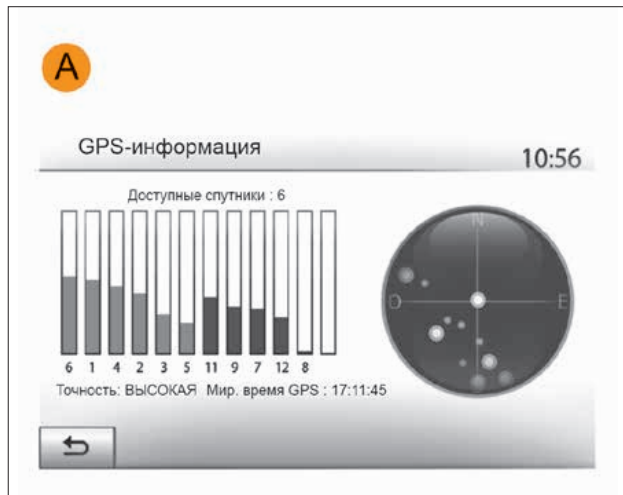 A
GPS-информация
10:56
Доступные спутники : 6
N
O
E
6 1 4 2 3 5 11 9 7 12 8
Точность: ВЫСОКАЯ Мир. время GPS : 17:11:45